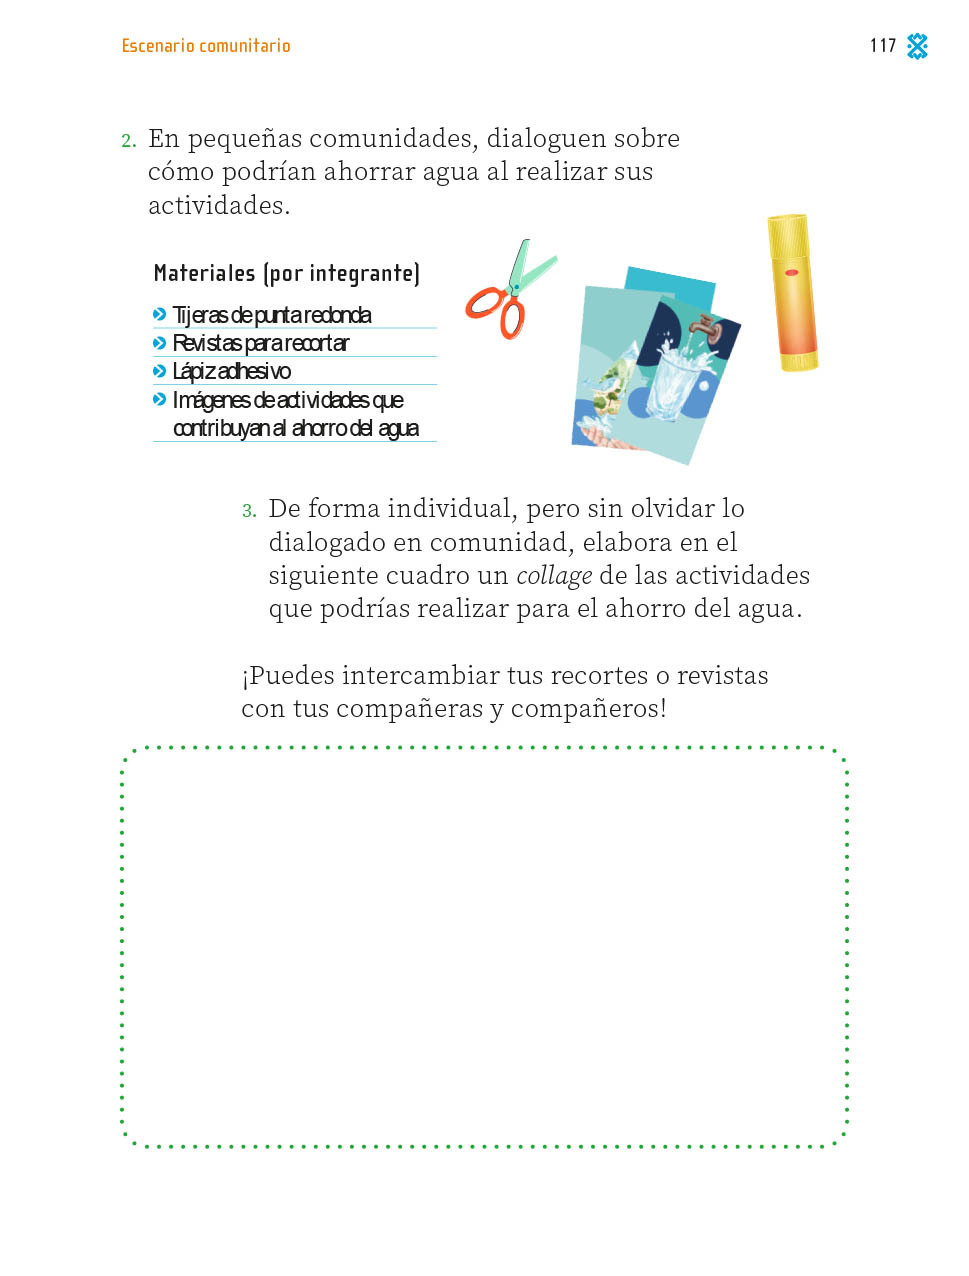 Escenario comunitario
117
2. En pequeñas comunidades, dialoguen sobre
cómo podrían ahorrar agua al realizar sus
actividades.
Materiales (por integrante)
Tijeras de punta redonda
Revistas para recortar
Lápiz adhesivo
Imágenes de actividades que
contribuyan al ahorro del agua
3. De forma individual, pero sin olvidar lo
dialogado en comunidad, elabora en el
siguiente cuadro un collage de las actividades
que podrías realizar para el ahorro del agua.
¡Puedes intercambiar tus recortes o revistas
con tus compañeras y compañeros!